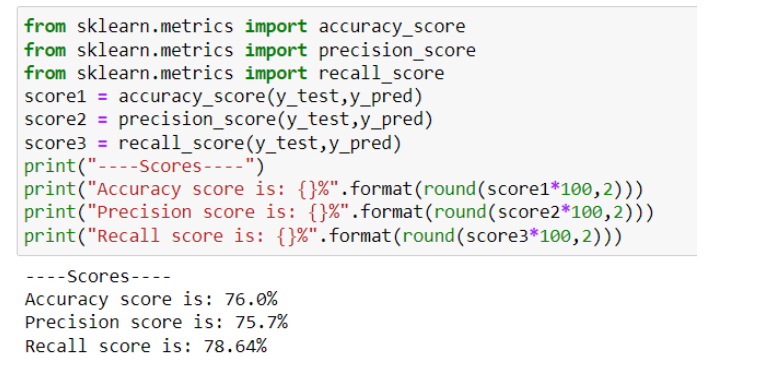 from sklearn.metrics import accuracy_score
from sklearn.metrics import precision_score
from sklearn.metrics import recall_score
score1 = accuracy_score(y_test,y_pred)
score2 = precision_score(y_test,y_pred)
score3 = recall_score(y_test,y_pred)
print("----Scores----")
print("Accuracy score is: {}%".format(round(score1*100,2)))
print("Precision score is: {}%".format(round(score2*100,2)))
print("Recall score is: {}%".format(round(score3*100,2)))
----Scores----
Accuracy score is: 76.0%
Precision score is: 75.7%
Recall score is: 78.64%